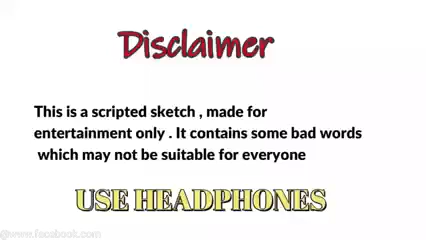 Disclaimer
This is a scripted sketch , made for
entertainment only . It contains some bad words
which may not be suitable for everyone
USE HEADPHONES
@www.facabook.com